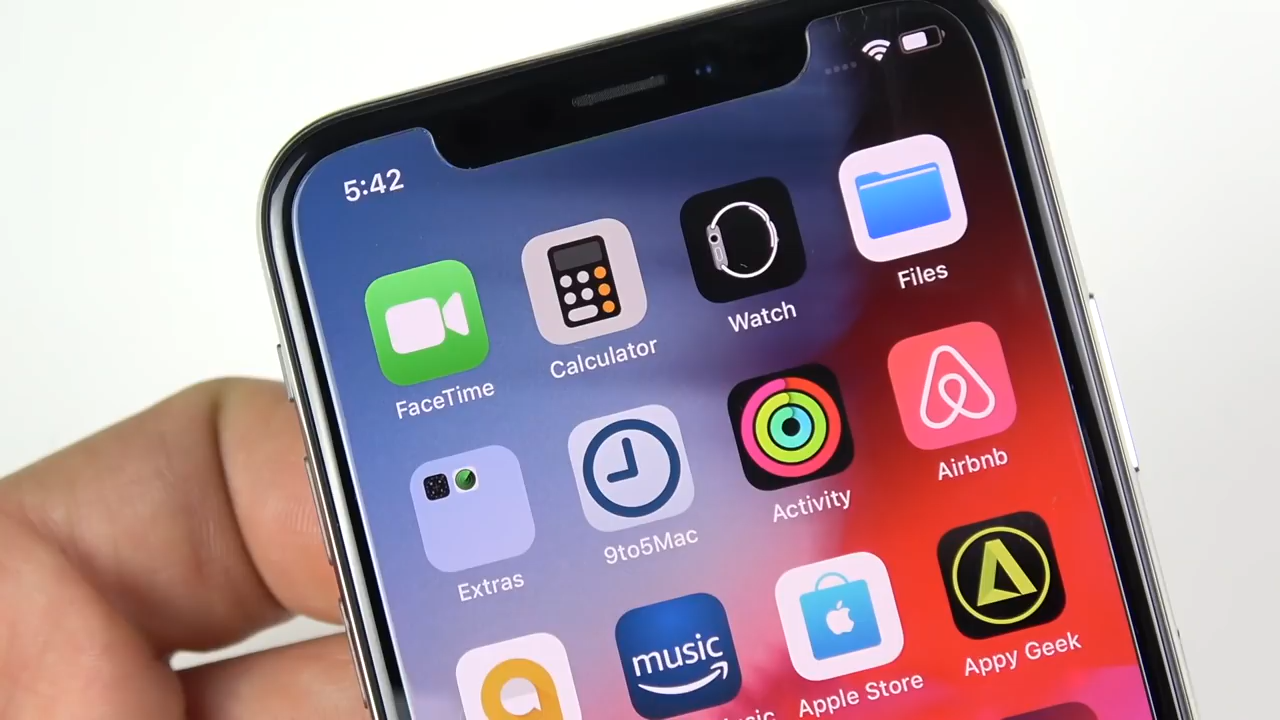 5:42
FaceTime
Calculator
Watch
Files
Extras
9to5Mac
Activity
Airbnb
music
Apple Store
Appy Geek